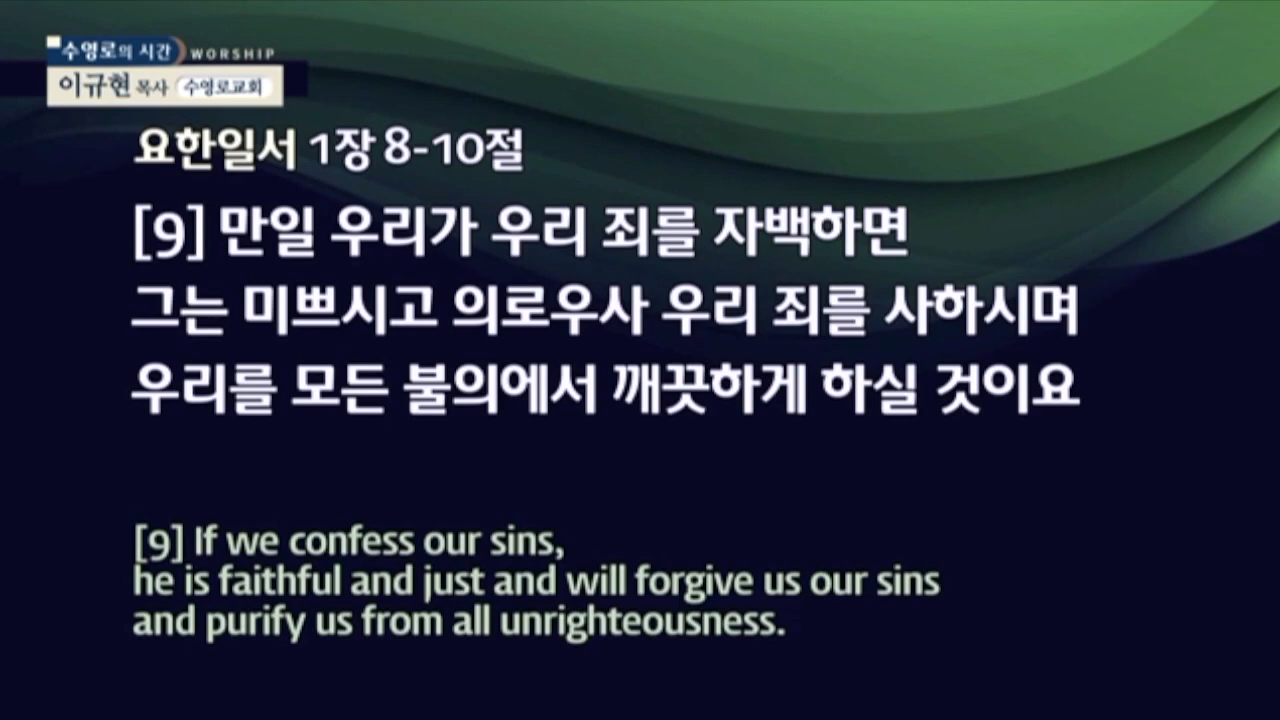 수영로의 시간 WORSHIP
이규현 목사 수영로교회
요한일서 1장 8-10절
[9] 만일 우리가 우리 죄를 자백하면
그는 미쁘시고 의로우사 우리 죄를 사하시며
우리를 모든 불의에서 깨끗하게 하실 것이요
[9] If we confess our sins,
he is faithful and just and will forgive us our sins
and purify us from all unrighteousness.